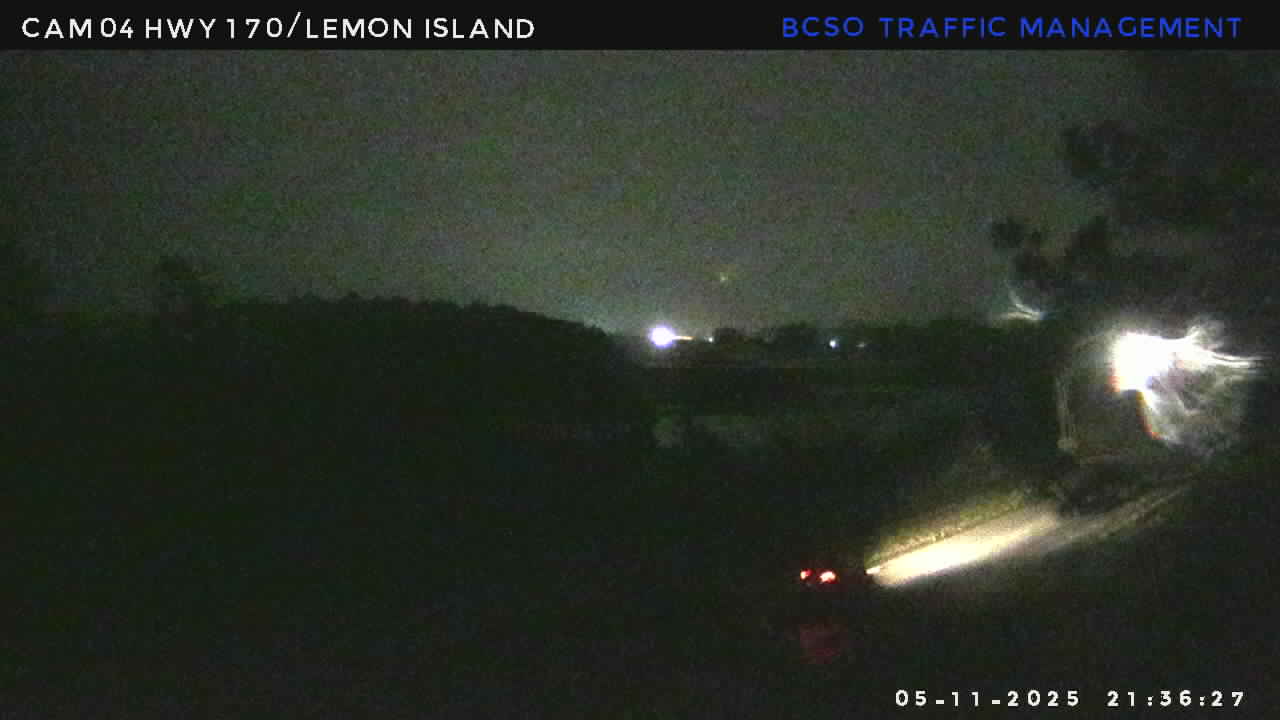 CAM04 HWY 170/LEMON ISLAND
BCSO TRAFFIC MANAGEMENT
05-11-2025 21:36:27